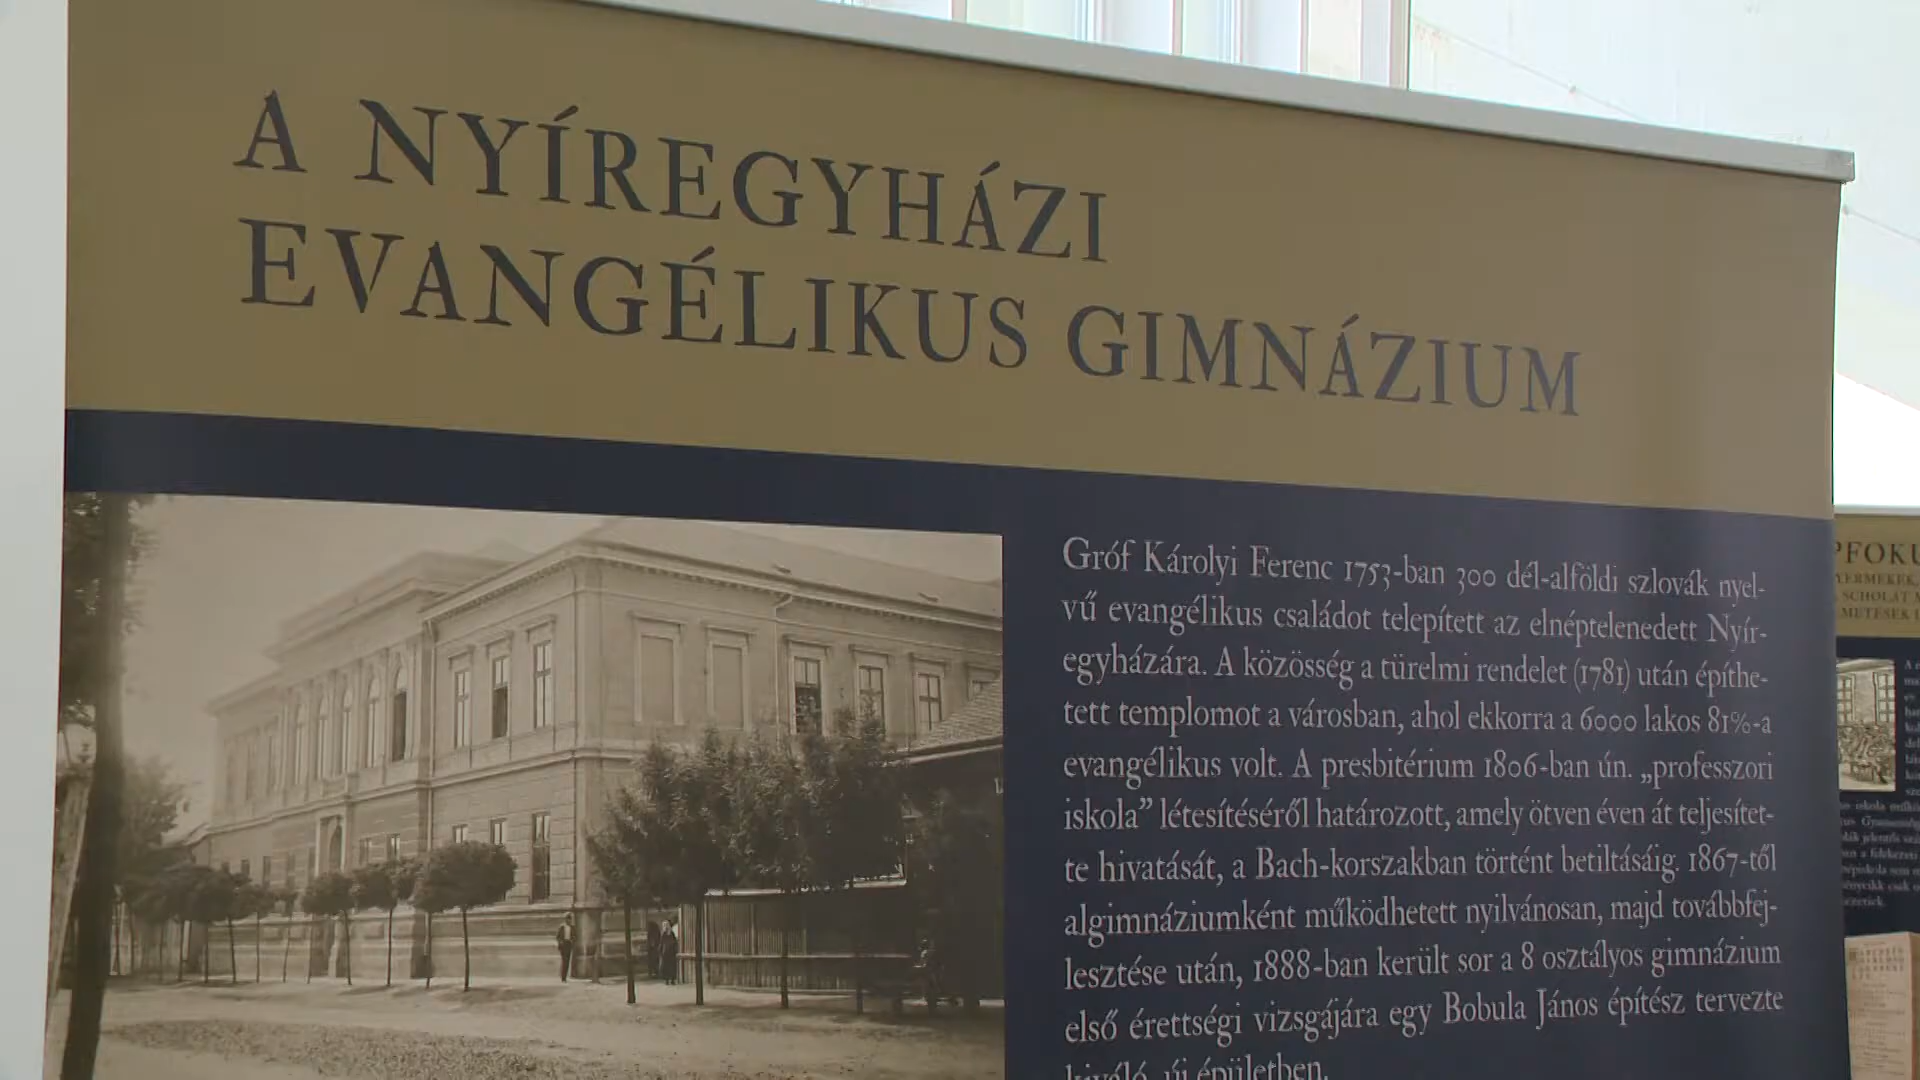 A NYÍREGYHÁZI
EVANGÉLIKUS GIMNÁZIUM
Gróf Károlyi Ferenc 1753-ban 300 dél-alföldi szlovák nyel-
vű evangélikus családot telepített az elnéptelenedett Nyír-
egyházára. A közösség a türelmi rendelet (1781) után építhe-
tett templomot a városban, ahol ekkorra a 6000 lakos 81%-a
evangélikus volt. A presbitérium 1806-ban ún. „professzori
iskola” létesítéséről határozott, amely ötven éven át teljesítet-
te hivatását, a Bach-korszakban történt betiltásáig. 1867-től
algimnáziumként működhetett nyilvánosan, majd továbbfej-
lesztése után, 1888-ban került sor a 8 osztályos gimnázium
első érettségi vizsgájára egy Bobula János építész tervezte
kiváló, új épületben.